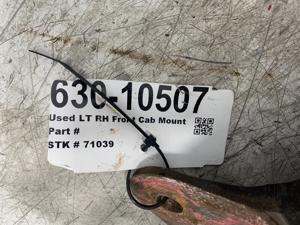 630-10507
Used LT RH Front Cab Mount
Part #
STK # 71039